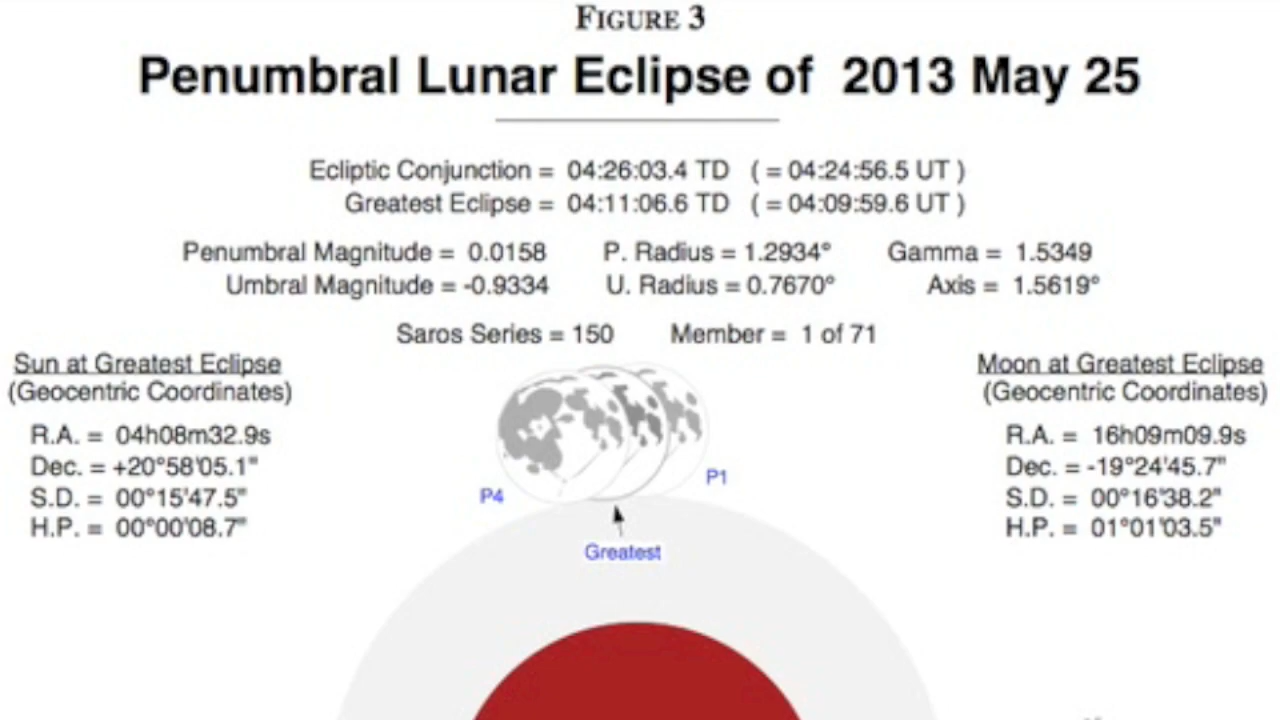 FIGURE 3
Penumbral Lunar Eclipse of 2013 May 25
Ecliptic Conjunction = 04:26:03.4 TD ( = 04:24:56.5 UT )
Greatest Eclipse = 04:11:06.6 TD ( = 04:09:59.6 UT )
Penumbral Magnitude = 0.0158 P. Radius = 1.2934° Gamma = 1.5349
Umbral Magnitude = -0.9334 U. Radius = 0.7670° Axis = 1.5619°
Saros Series = 150 Member = 1 of 71
Sun at Greatest Eclipse
(Geocentric Coordinates)
R.A. = 04h08m32.9s
Dec. = +20°58'05.1"
S.D. = 00°15'47.5"
H.P. = 00°00'08.7"
Moon at Greatest Eclipse
(Geocentric Coordinates)
R.A. = 16h09m09.9s
Dec. = -19°24'45.7"
S.D. = 00°16'38.2"
H.P. = 01°01'03.5"
P4
P1
Greatest